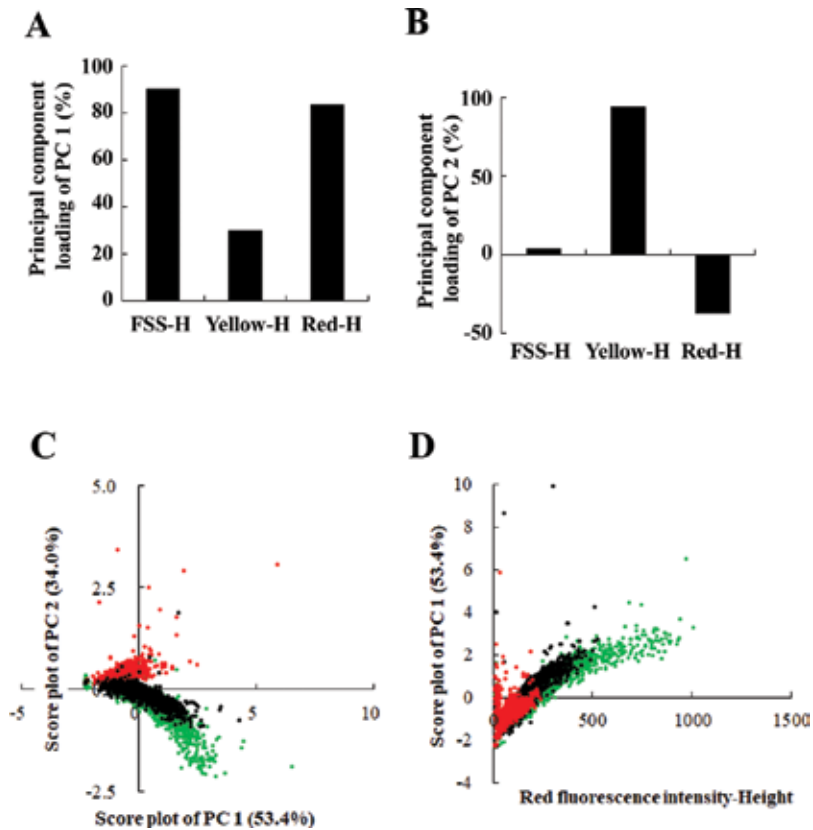 A
Principal component
loading of PC 1 (%)
100
80
60
40
20
0
FSS-H Yellow-H Red-H
B
Principal component
loading of PC 2 (%)
100
50
0
-50
FSS-H Yellow-H Red-H
C
Score plot of PC 2 (34.0%)
5.0
2.5
-5 0 5 10
-2.5
Score plot of PC 1 (53.4%)
D
Score plot of PC 1 (53.4%)
10
8
6
4
2
0
-2
-4
0 500 1000 1500
Red fluorescence intensity-Height